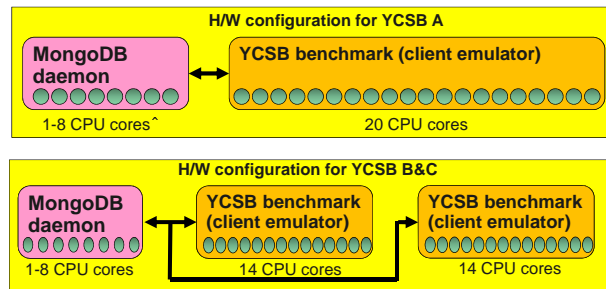 H/W configuration for YCSB A
MongoDB
daemon
YCSB benchmark (client emulator)
1-8 CPU coresˆ
20 CPU cores
H/W configuration for YCSB B&C
MongoDB
daemon
YCSB benchmark
(client emulator)
YCSB benchmark
(client emulator)
1-8 CPU cores
14 CPU cores
14 CPU cores